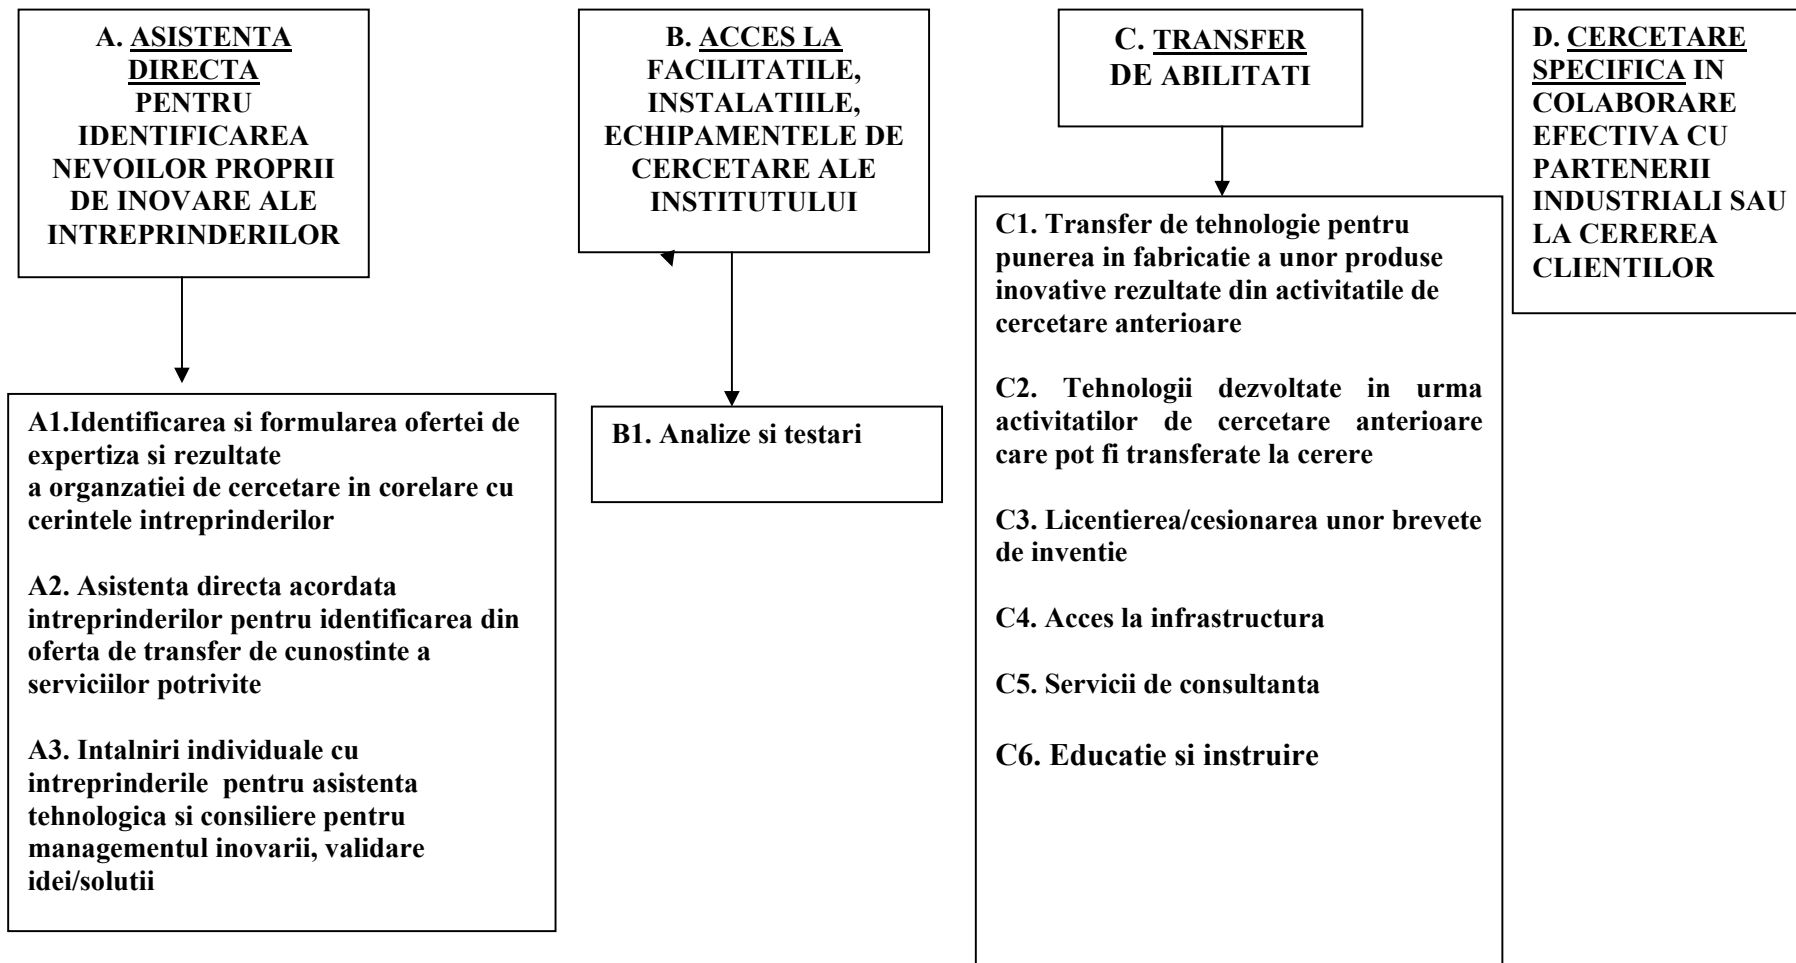 A. ASISTENTA
DIRECTA
PENTRU
IDENTIFICAREA
NEVOILOR PROPRII
DE INOVARE ALE
INTREPRINDERILOR
B. ACCES LA
FACILITATILE,
INSTALATIILE,
ECHIPAMENTELE DE
CERCETARE ALE
INSTITUTULUI
C. TRANSFER
DE ABILITATI
D. CERCETARE
SPECIFICA IN
COLABORARE
EFECTIVA CU
PARTENERII
INDUSTRIALI SAU
LA CEREREA
CLIENTILOR
A1.Identificarea si formularea ofertei de
expertiza si rezultate
a organzatiei de cercetare in corelare cu
cerintele intreprinderilor
A2. Asistenta directa acordata
intreprinderilor pentru identificarea din
oferta de transfer de cunostinte a
serviciilor potrivite
A3. Intalniri individuale cu
intreprinderile pentru asistenta
tehnologica si consiliere pentru
managementul inovarii, validare
idei/solutii
B1. Analize si testari
C1. Transfer de tehnologie pentru
punerea in fabricatie a unor produse
inovative rezultate din activitatile de
cercetare anterioare
C2. Tehnologii dezvoltate in urma
activitatilor de cercetare anterioare
care pot fi transferate la cerere
C3. Licentierea/cesionarea unor brevete
de inventie
C4. Acces la infrastructura
C5. Servicii de consultanta
C6. Educatie si instruire